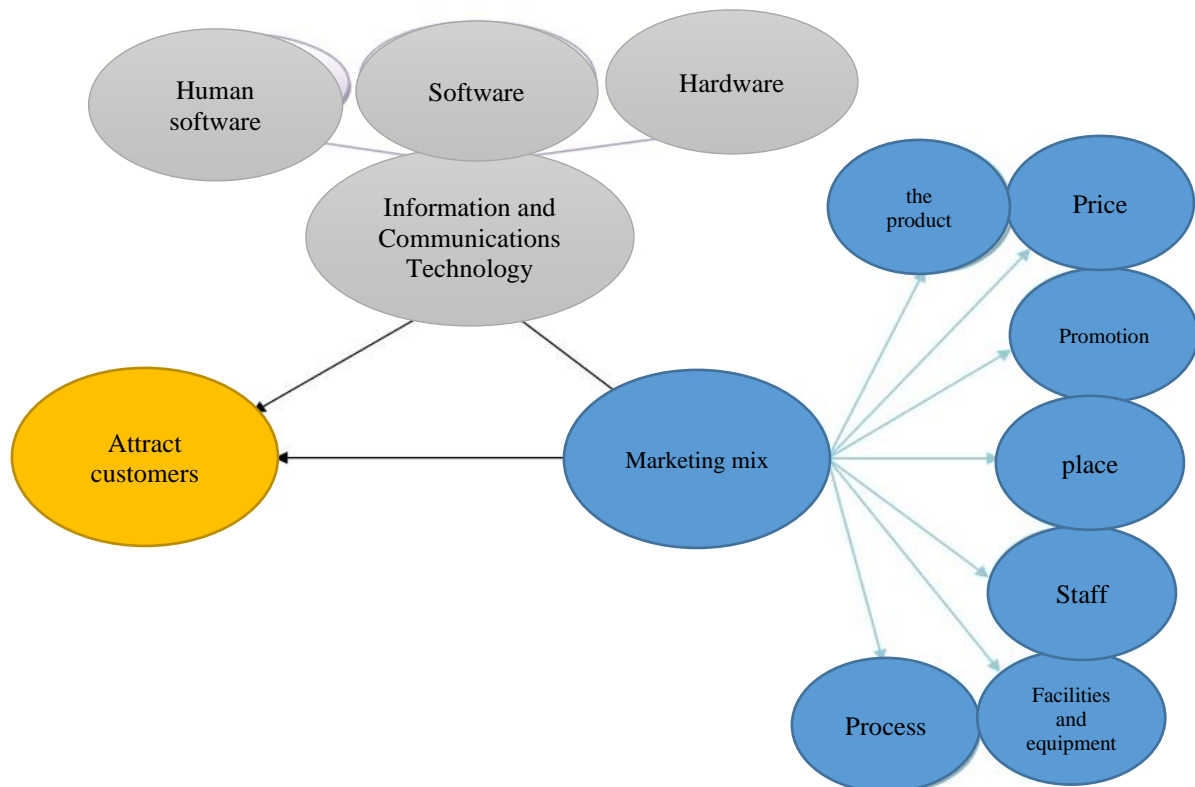 Human
software
Software
Hardware
Information and
Communications
Technology
the
product
Price
Promotion
Attract
customers
Marketing mix
place
Staff
Process
Facilities
and
equipment